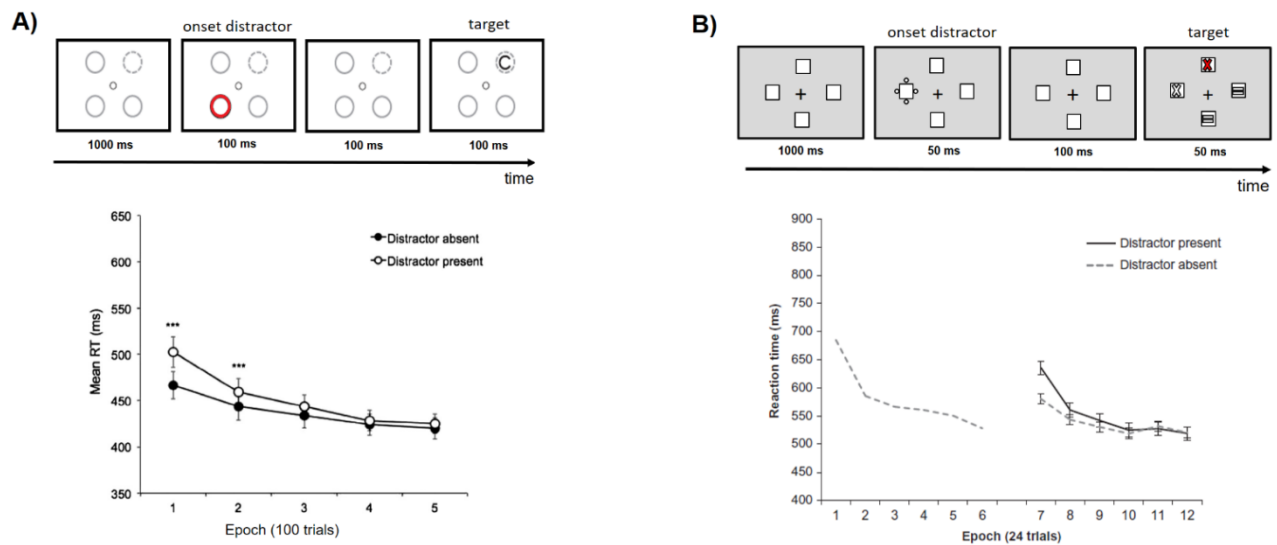 A)
onset distractor
target
C
1000 ms
100 ms
100 ms
100 ms
time
650
600
550
500
450
400
350
Mean RT (ms)
Distractor absent
Distractor present
***
***
1 2 3 4 5
Epoch (100 trials)
B)
onset distractor
target
+
+
+
X
X + =
=
1000 ms
50 ms
100 ms
50 ms
time
900
850
800
750
700
650
600
550
500
450
400
Reaction time (ms)
Distractor present
Distractor absent
1 2 3 4 5 6 7 8 9 10 11 12
Epoch (24 trials)